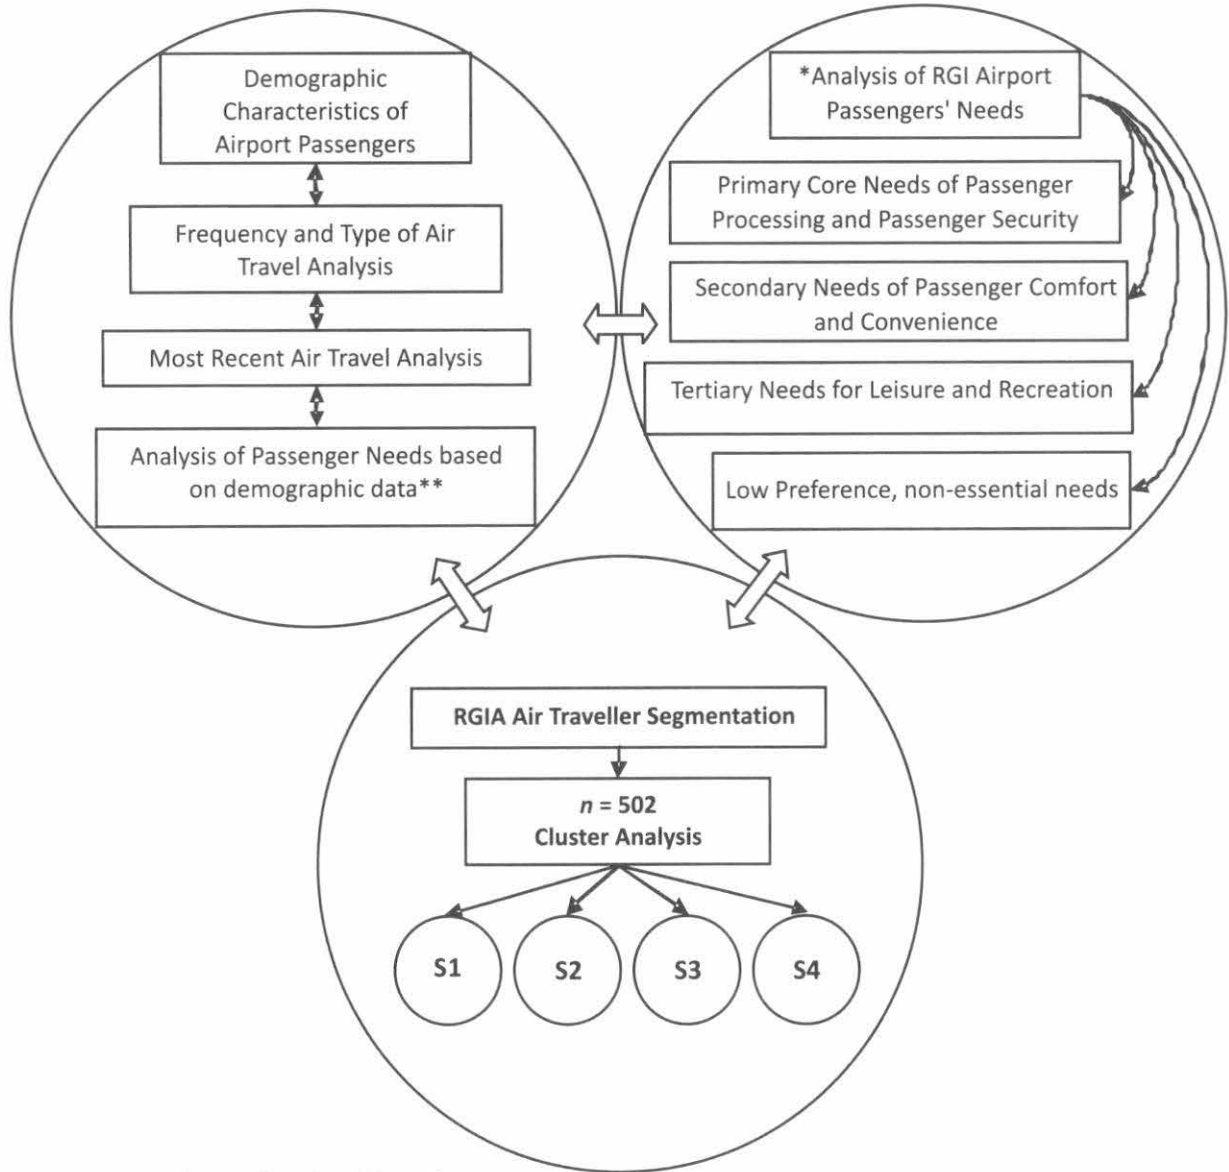 Demographic
Characteristics of
Airport Passengers
Frequency and Type of Air
Travel Analysis
Most Recent Air Travel Analysis
Analysis of Passenger Needs based
on demographic data**
*Analysis of RGI Airport
Passengers' Needs
Primary Core Needs of Passenger
Processing and Passenger Security
Secondary Needs of Passenger Comfort
and Convenience
Tertiary Needs for Leisure and Recreation
Low Preference, non-essential needs
RGIA Air Traveller Segmentation
n = 502
Cluster Analysis
S1
S2
S3
S4